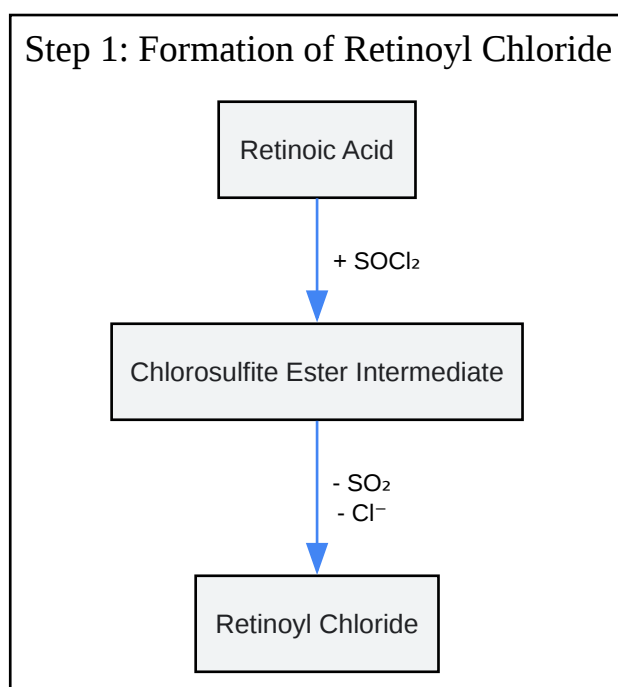 Step 1: Formation of Retinoyl Chloride
Retinoic Acid
+ SOCl₂
Chlorosulfite Ester Intermediate
- SO₂
- Cl⁻
Retinoyl Chloride